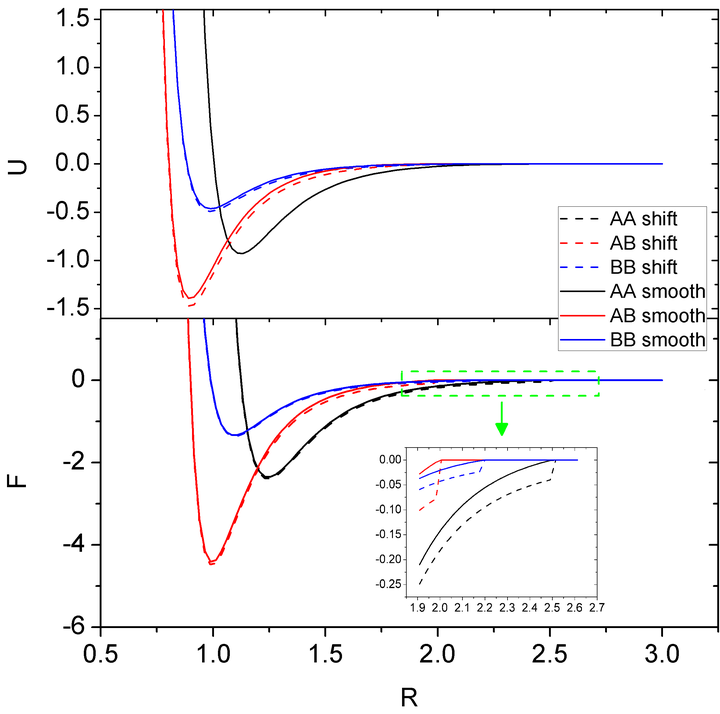 1.5
1.0
0.5
0.0
-0.5
-1.0
-1.5
U
AA shift
AB shift
BB shift
AA smooth
AB smooth
BB smooth
0
-2
-4
-6
F
0.00
-0.05
-0.10
-0.15
-0.20
-0.25
1.9 2.0 2.1 2.2 2.3 2.4 2.5 2.6 2.7
0.5 1.0 1.5 2.0 2.5 3.0
R